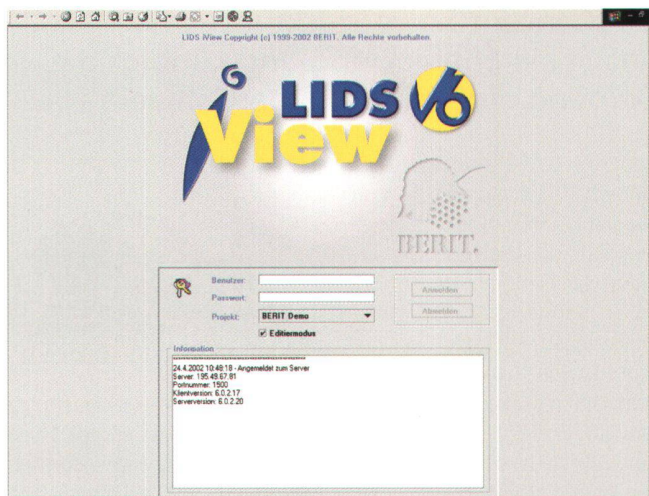 LIDS iView Copyright (c) 1999-2002 BERIT. Alle Rechte vorbehalten.
i
LIDS V6
View
BERIT.
Benutzer:
Passwort:
Projekt: BERIT Demo
Editiermodus
Anmelden
Abmelden
Information
24.4.2002 10:48:18 - Angemeldet zum Server
Server: 195.49.67.81
Portnummer: 1500
Klientversion: 6.0.2.17
Serverversion: 6.0.2.20